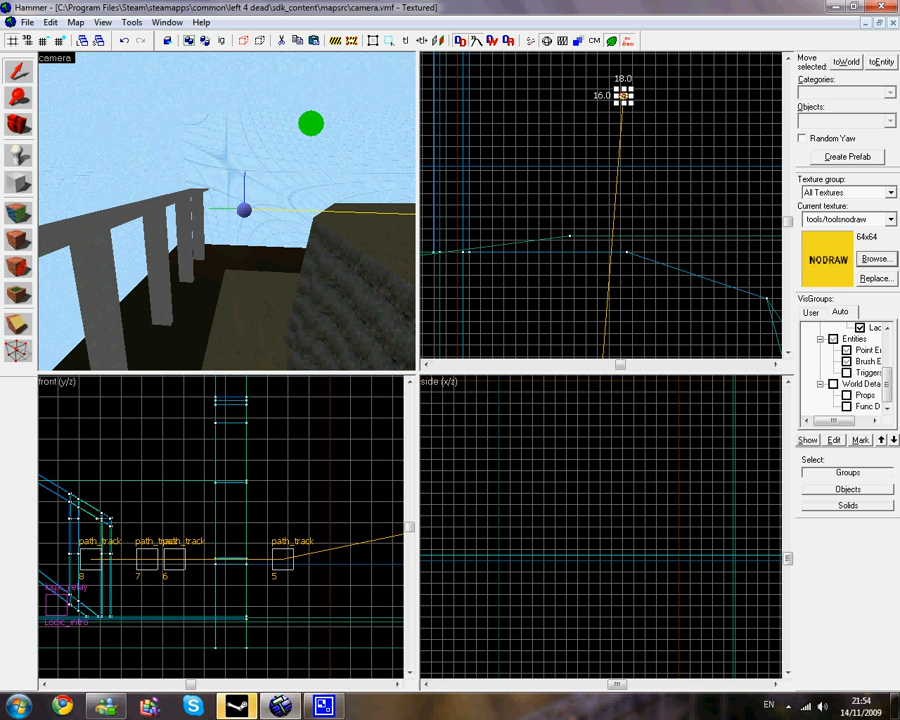 Hammer - [C:\Program Files\Steam\steamapps\common\left 4 dead\sdk_content\mapsrc\camera.vmf - Textured]
File Edit Map View Tools Window Help
ig tl tl+ CM
camera
18.0
16.0
Move selected: toWorld toEntity
Categories:
Objects:
Random Yaw
Create Prefab
Texture group:
All Textures
Current texture:
tools/toolsnodraw
64x64
NODRAW
Browse...
Replace...
VisGroups:
User Auto
Entities
Point E
Brush E
Triggers
World Deta
Props
Func D
Show Edit Mark
Select:
Groups
Objects
Solids
front (y/z)
path_track
path_track
5
6
7
8
Logic_intro
side (x/z)
EN
21:54
14/11/2009